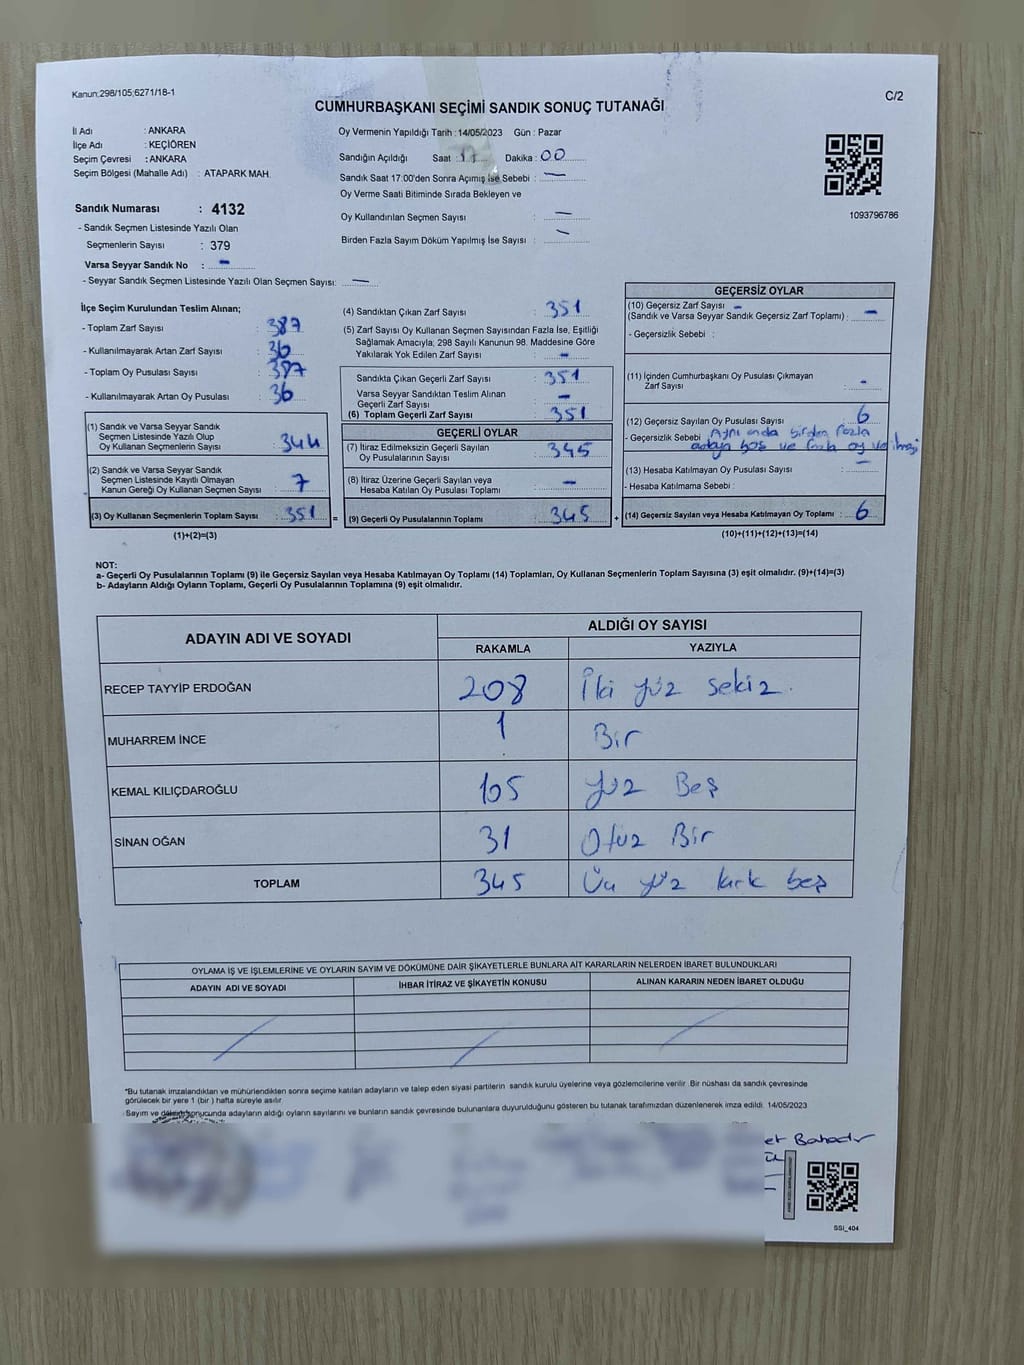 Kanun;298/105;6271/18-1
C/2
CUMHURBAŞKANI SEÇİMİ SANDIK SONUÇ TUTANAĞI
İl Adı : ANKARA
İlçe Adı : KEÇİÖREN
Seçim Çevresi : ANKARA
Seçim Bölgesi (Mahalle Adı) : ATAPARK MAH.
Sandık Numarası : 4132
- Sandık Seçmen Listesinde Yazılı Olan
Seçmenlerin Sayısı : 379
Varsa Seyyar Sandık No : -
- Seyyar Sandık Seçmen Listesinde Yazılı Olan Seçmen Sayısı: -
Oy Vermenin Yapıldığı Tarih : 14/05/2023 Gün : Pazar
Sandığın Açıldığı Saat : Dakika : 00
Sandık Saat 17:00'den Sonra Açımış İse Sebebi : -
Oy Verme Saati Bitiminde Sırada Bekleyen ve
Oy Kullandırılan Seçmen Sayısı : -
Birden Fazla Sayım Döküm Yapılmış İse Sayısı : -
1093796786
İlçe Seçim Kurulundan Teslim Alınan;
- Toplam Zarf Sayısı : 387
- Kullanılmayarak Artan Zarf Sayısı : 36
- Toplam Oy Pusulası Sayısı : 387
- Kullanılmayarak Artan Oy Pusulası : 36
(1) Sandık ve Varsa Seyyar Sandık
Seçmen Listesinde Yazılı Olup
Oy Kullanan Seçmenlerin Sayısı : 344
(2) Sandık ve Varsa Seyyar Sandık
Seçmen Listesinde Kayıtlı Olmayan
Kanun Gereği Oy Kullanan Seçmen Sayısı : 7
(3) Oy Kullanan Seçmenlerin Toplam Sayısı : 351
(1)+(2)=(3)
(4) Sandıktan Çıkan Zarf Sayısı : 351
(5) Zarf Sayısı Oy Kullanan Seçmen Sayısından Fazla İse, Eşitliği
Sağlamak Amacıyla; 298 Sayılı Kanunun 98. Maddesine Göre
Yakılarak Yok Edilen Zarf Sayısı : -
Sandıkta Çıkan Geçerli Zarf Sayısı : 351
Varsa Seyyar Sandıktan Teslim Alınan
Geçerli Zarf Sayısı : -
(6) Toplam Geçerli Zarf Sayısı : 351
GEÇERLİ OYLAR
(7) İtiraz Edilmeksizin Geçerli Sayılan
Oy Pusulalarının Sayısı : 345
(8) İtiraz Üzerine Geçerli Sayılan veya
Hesaba Katılan Oy Pusulası Toplamı : -
= (9) Geçerli Oy Pusulalarının Toplamı : 345
GEÇERSİZ OYLAR
(10) Geçersiz Zarf Sayısı -
(Sandık ve Varsa Seyyar Sandık Geçersiz Zarf Toplamı) : -
- Geçersizlik Sebebi :
(11) İçinden Cumhurbaşkanı Oy Pusulası Çıkmayan
Zarf Sayısı : -
(12) Geçersiz Sayılan Oy Pusulası Sayısı : 6
- Geçersizlik Sebebi Aynı anda birden fazla
adaya boş ve fazla oy verilmesi
(13) Hesaba Katılmayan Oy Pusulası Sayısı : -
- Hesaba Katılmama Sebebi :
+ (14) Geçersiz Sayılan veya Hesaba Katılmayan Oy Toplamı : 6
(10)+(11)+(12)+(13)=(14)
NOT:
a- Geçerli Oy Pusulalarının Toplamı (9) ile Geçersiz Sayılan veya Hesaba Katılmayan Oy Toplamı (14) Toplamları, Oy Kullanan Seçmenlerin Toplam Sayısına (3) eşit olmalıdır. (9)+(14)=(3)
b- Adayların Aldığı Oyların Toplamı, Geçerli Oy Pusulalarının Toplamına (9) eşit olmalıdır.
ADAYIN ADI VE SOYADI
ALDIĞI OY SAYISI
RAKAMLA YAZIYLA
RECEP TAYYİP ERDOĞAN 208 İki yüz sekiz.
MUHARREM İNCE 1 Bir
KEMAL KILIÇDAROĞLU 105 Yüz Beş
SİNAN OĞAN 31 Otuz Bir
TOPLAM 345 Üç yüz kırk beş
OYLAMA İŞ VE İŞLEMLERİNE VE OYLARIN SAYIM VE DÖKÜMÜNE DAİR ŞİKAYETLERLE BUNLARA AİT KARARLARIN NELERDEN İBARET BULUNDUKLARI
ADAYIN ADI VE SOYADI
İHBAR İTİRAZ VE ŞİKAYETİN KONUSU
ALINAN KARARIN NEDEN İBARET OLDUĞU
*Bu tutanak imzalandıktan ve mühürlendikten sonra seçime katılan adayların ve talep eden siyasi partilerin sandık kurulu üyelerine veya gözlemcilerine verilir. Bir nüshası da sandık çevresinde
görülecek bir yere 1 (bir) hafta süreyle asılır.
Sayım ve döküm sonucunda adayların aldığı oyların sayılarını ve bunların sandık çevresinde bulunanlara duyurulduğunu gösteren bu tutanak tarafımızdan düzenlenerek imza edildi. 14/05/2023
et Bahadır
SSI_404